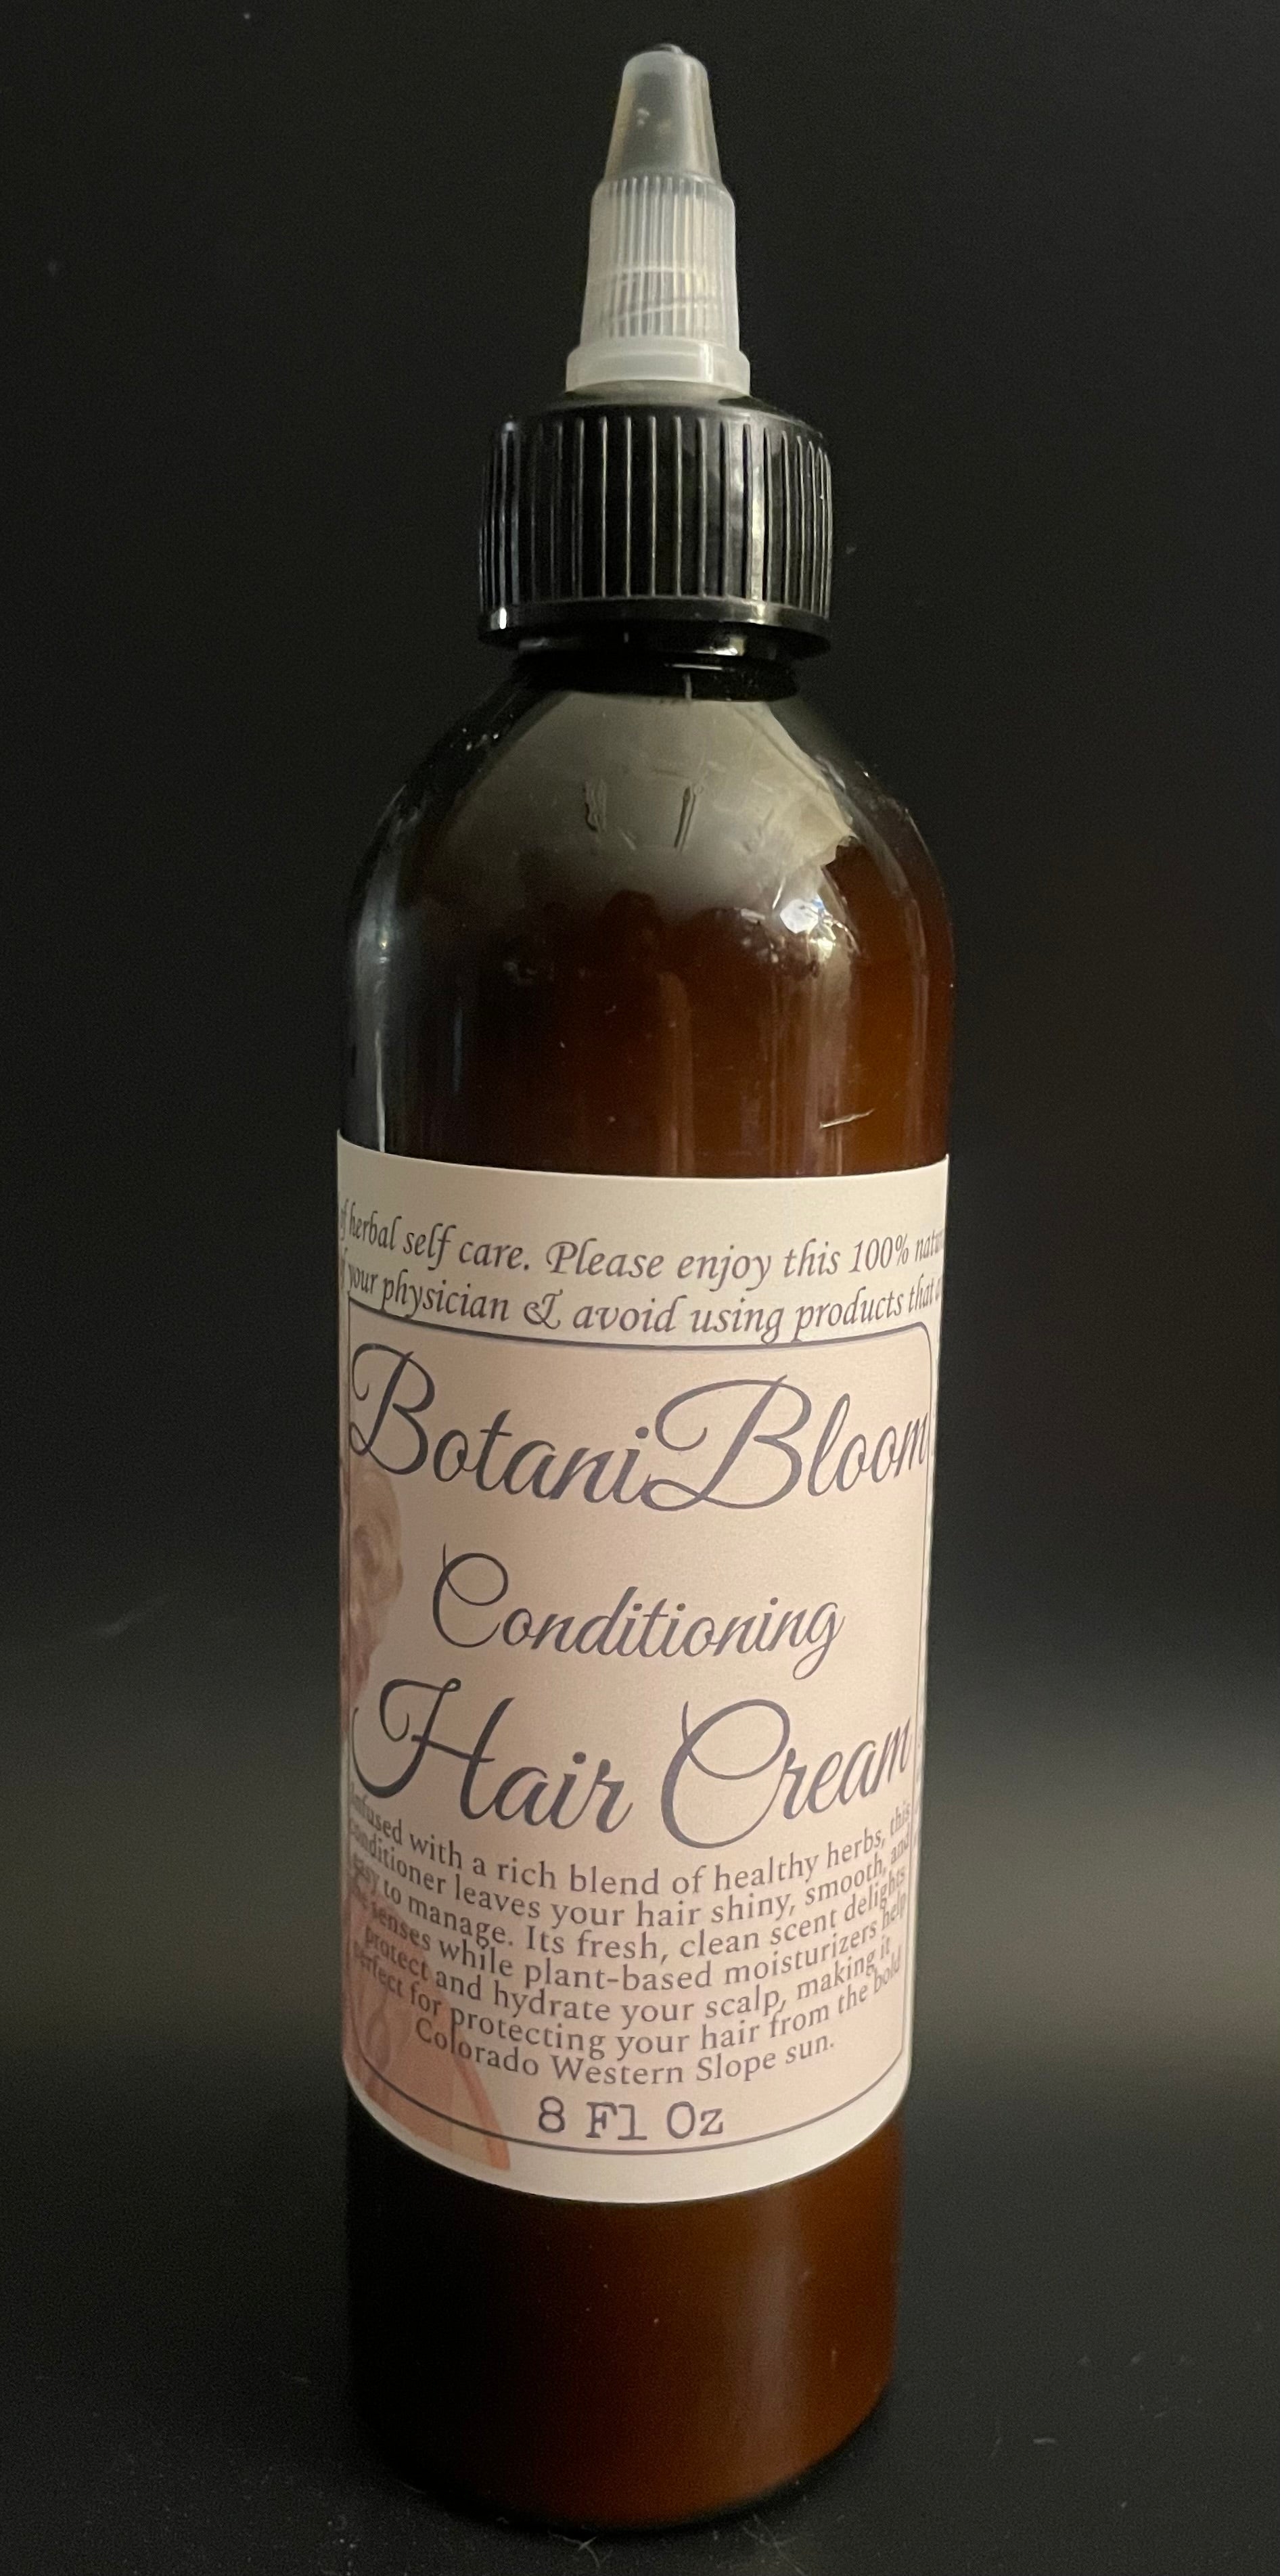 of herbal self care. Please enjoy this 100%
of your physician & avoid using products that
BotaniBloom
Conditioning
Hair Cream
Infused with a rich blend of healthy herbs, this
conditioner leaves your hair shiny, smooth, and
easy to manage. Its fresh, clean scent delights
the senses while plant-based moisturizers help
protect and hydrate your scalp, making it
perfect for protecting your hair from the bold
Colorado Western Slope sun.
8 Fl Oz